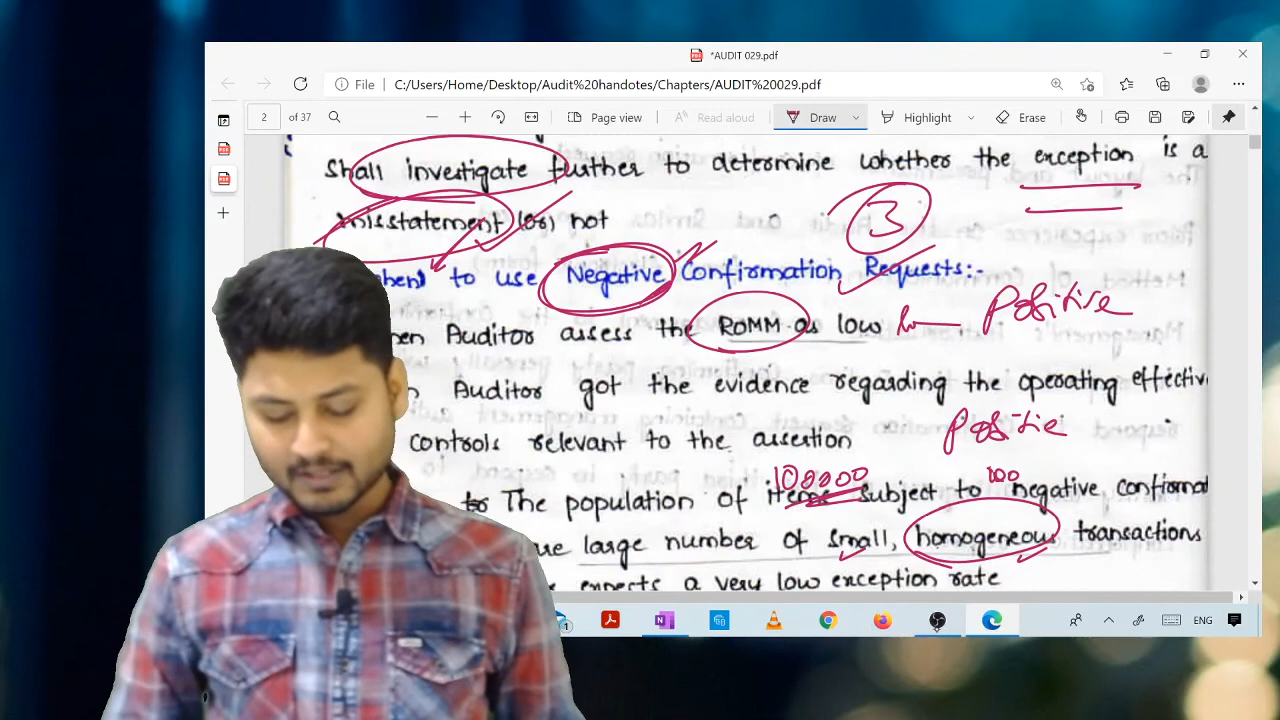 *AUDIT 029.pdf
File C:/Users/Home/Desktop/Audit%20handotes/Chapters/AUDIT%20029.pdf
2 of 37 Page view Read aloud Draw Highlight Erase
Shall investigate further to determine whether the exception is a
misstatement (or) not
3
to use Negative Confirmation Requests:-
Auditor assess the ROMM as low Positive
Auditor got the evidence regarding the operating effectiv
controls relevant to the assertion Positive
100000 100
The population of items subject to negative confirmat
large number of small, homogeneous transactions
expects a very low exception rate
ENG